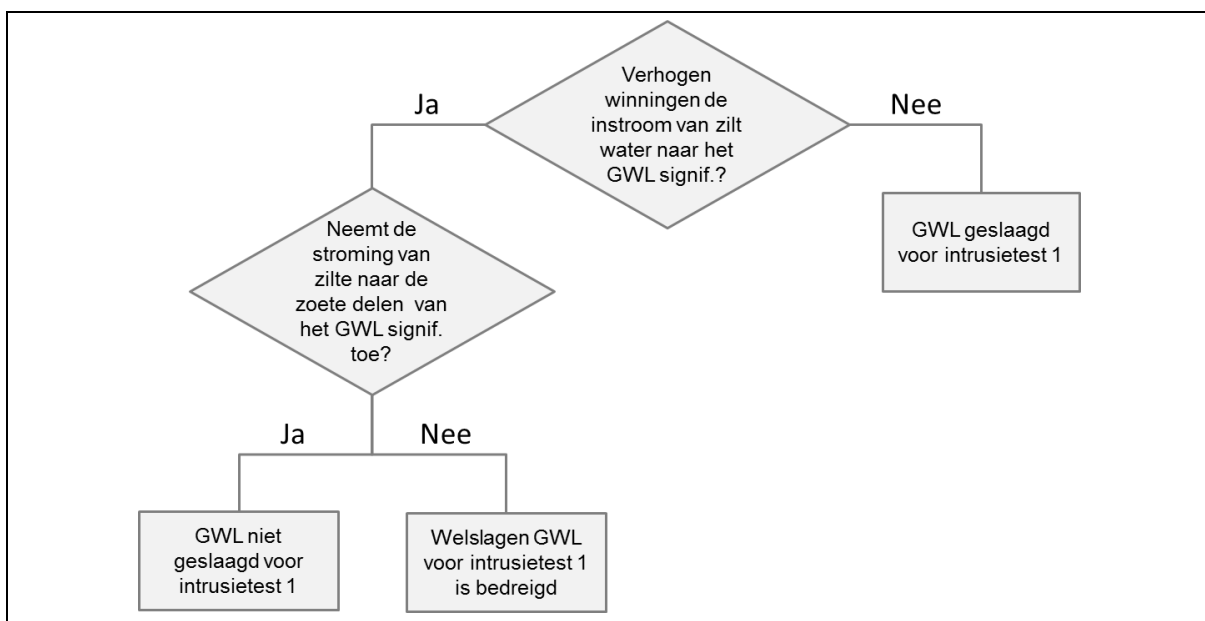 Verhogen
winningen de
instroom van zilt
water naar het
GWL signif.?
Ja
Nee
Neemt de
stroming van
zilte naar de
zoete delen van
het GWL signif.
toe?
GWL geslaagd
voor intrusietest 1
Ja
Nee
GWL niet
geslaagd voor
intrusietest 1
Welslagen GWL
voor intrusietest 1
is bedreigd